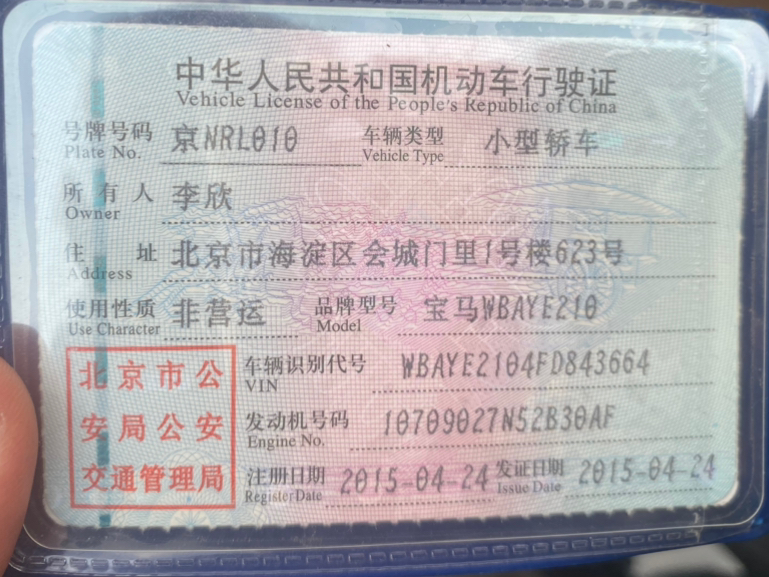 中华人民共和国机动车行驶证
Vehicle License of the People's Republic of China
号牌号码 京NRL010 车辆类型 小型轿车
Plate No. Vehicle Type
所有人 李欣
Owner
住址 北京市海淀区会城门里1号楼623号
Address
使用性质 非营运 品牌型号 宝马WBAYE210
Use Character Model
北京市公安局公安交通管理局
车辆识别代号 WBAYE2104FD843664
VIN
发动机号码 10709027N52B30AF
Engine No.
注册日期 2015-04-24 发证日期 2015-04-24
Register Date Issue Date